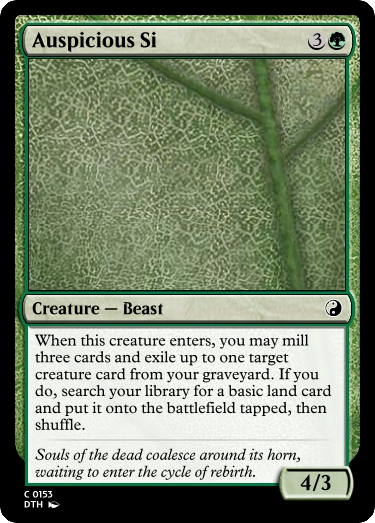 Auspicious Si 3
Creature — Beast
When this creature enters, you may mill
three cards and exile up to one target
creature card from your graveyard. If you
do, search your library for a basic land card
and put it onto the battlefield tapped, then
shuffle.
Souls of the dead coalesce around its horn,
waiting to enter the cycle of rebirth.
4/3
C 0153
DTH